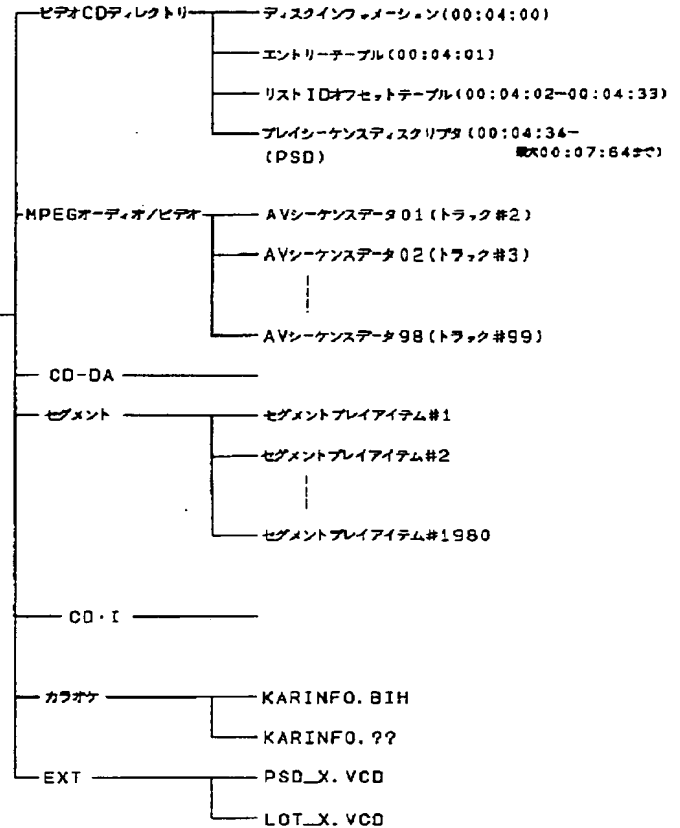 ビデオCDディレクトリ
ディスクインフォメーション(00:04:00)
エントリーテーブル(00:04:01)
リストIDオフセットテーブル(00:04:02-00:04:33)
プレイシーケンスディスクリプタ(00:04:34-
(PSD)
最大00:07:64まで)
MPEGオーディオ/ビデオ
AVシーケンスデータ01(トラック#2)
AVシーケンスデータ02(トラック#3)
AVシーケンスデータ98(トラック#99)
CD-DA
セグメント
セグメントプレイアイテム#1
セグメントプレイアイテム#2
セグメントプレイアイテム#1980
CD・I
カラオケ
KARINFO.BIH
KARINFO.??
EXT
PSD_X.VCD
LOT_X.VCD